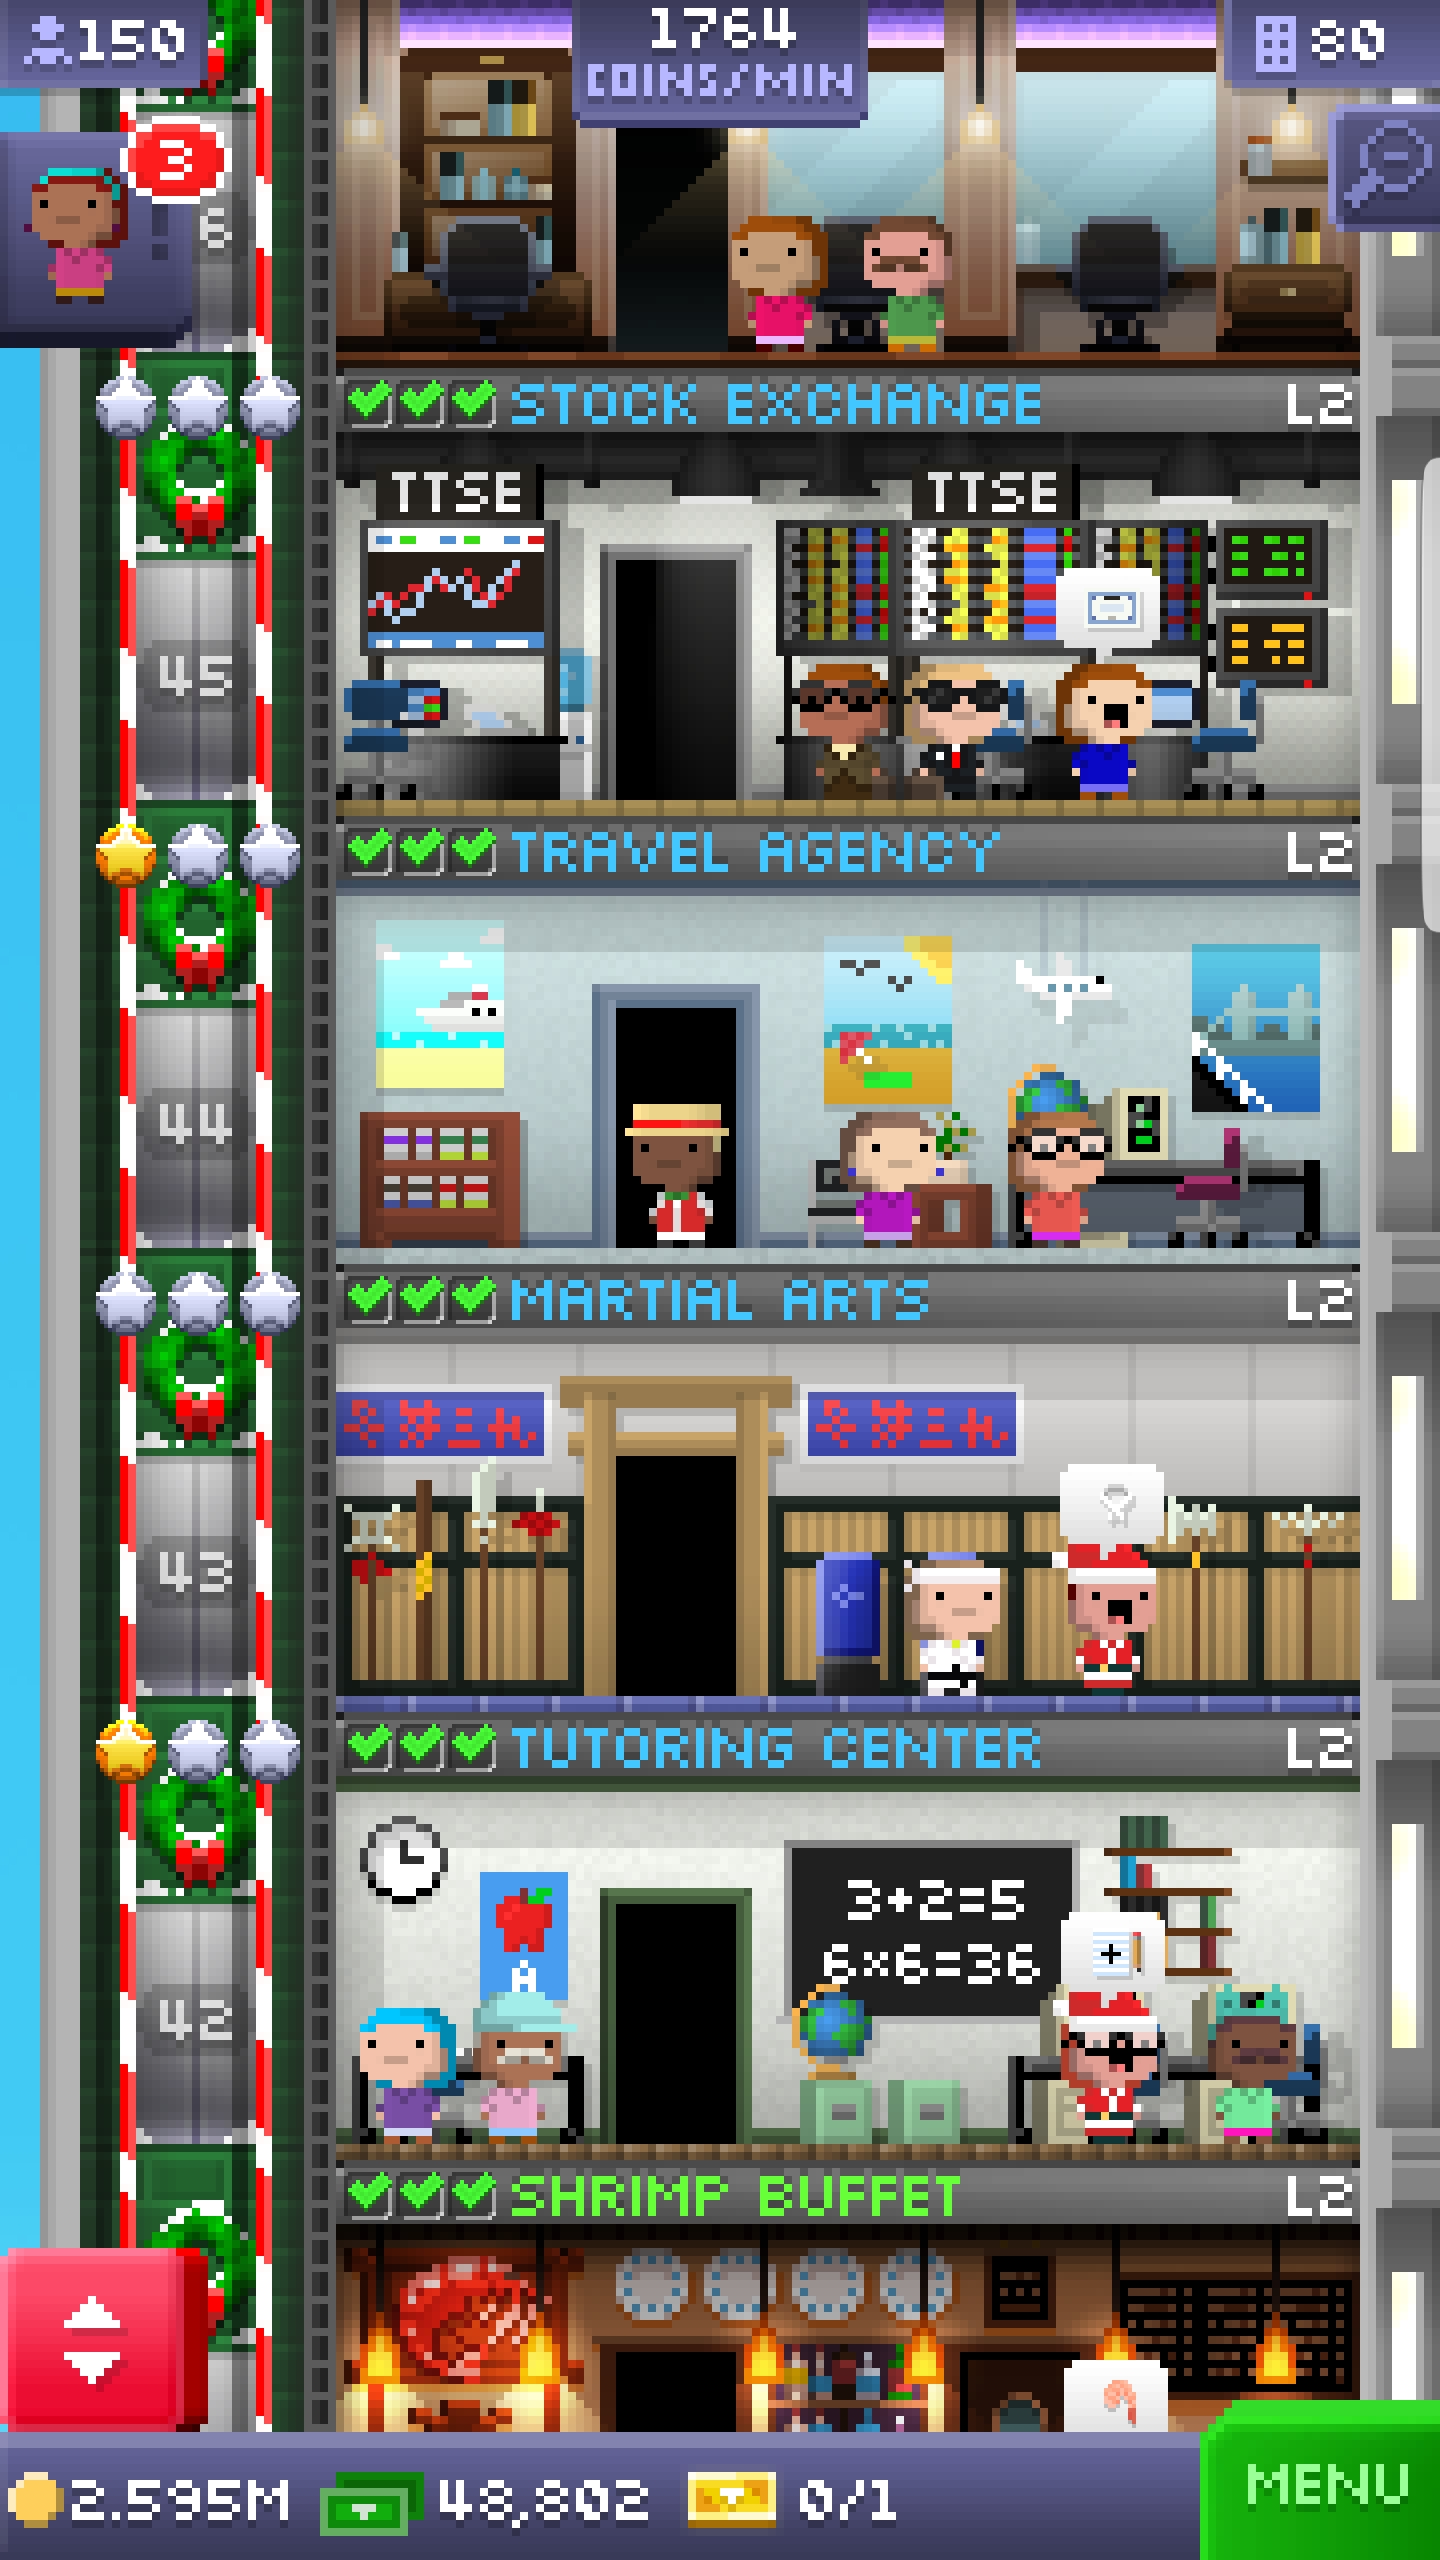 150
1764
COINS/MIN
80
3
6
STOCK EXCHANGE L2
TTSE TTSE
45
TRAVEL AGENCY L2
44
MARTIAL ARTS L2
43
TUTORING CENTER L2
3+2=5
6×6=36
A
42
SHRIMP BUFFET L2
2.595M 48,802 0/1
MENU